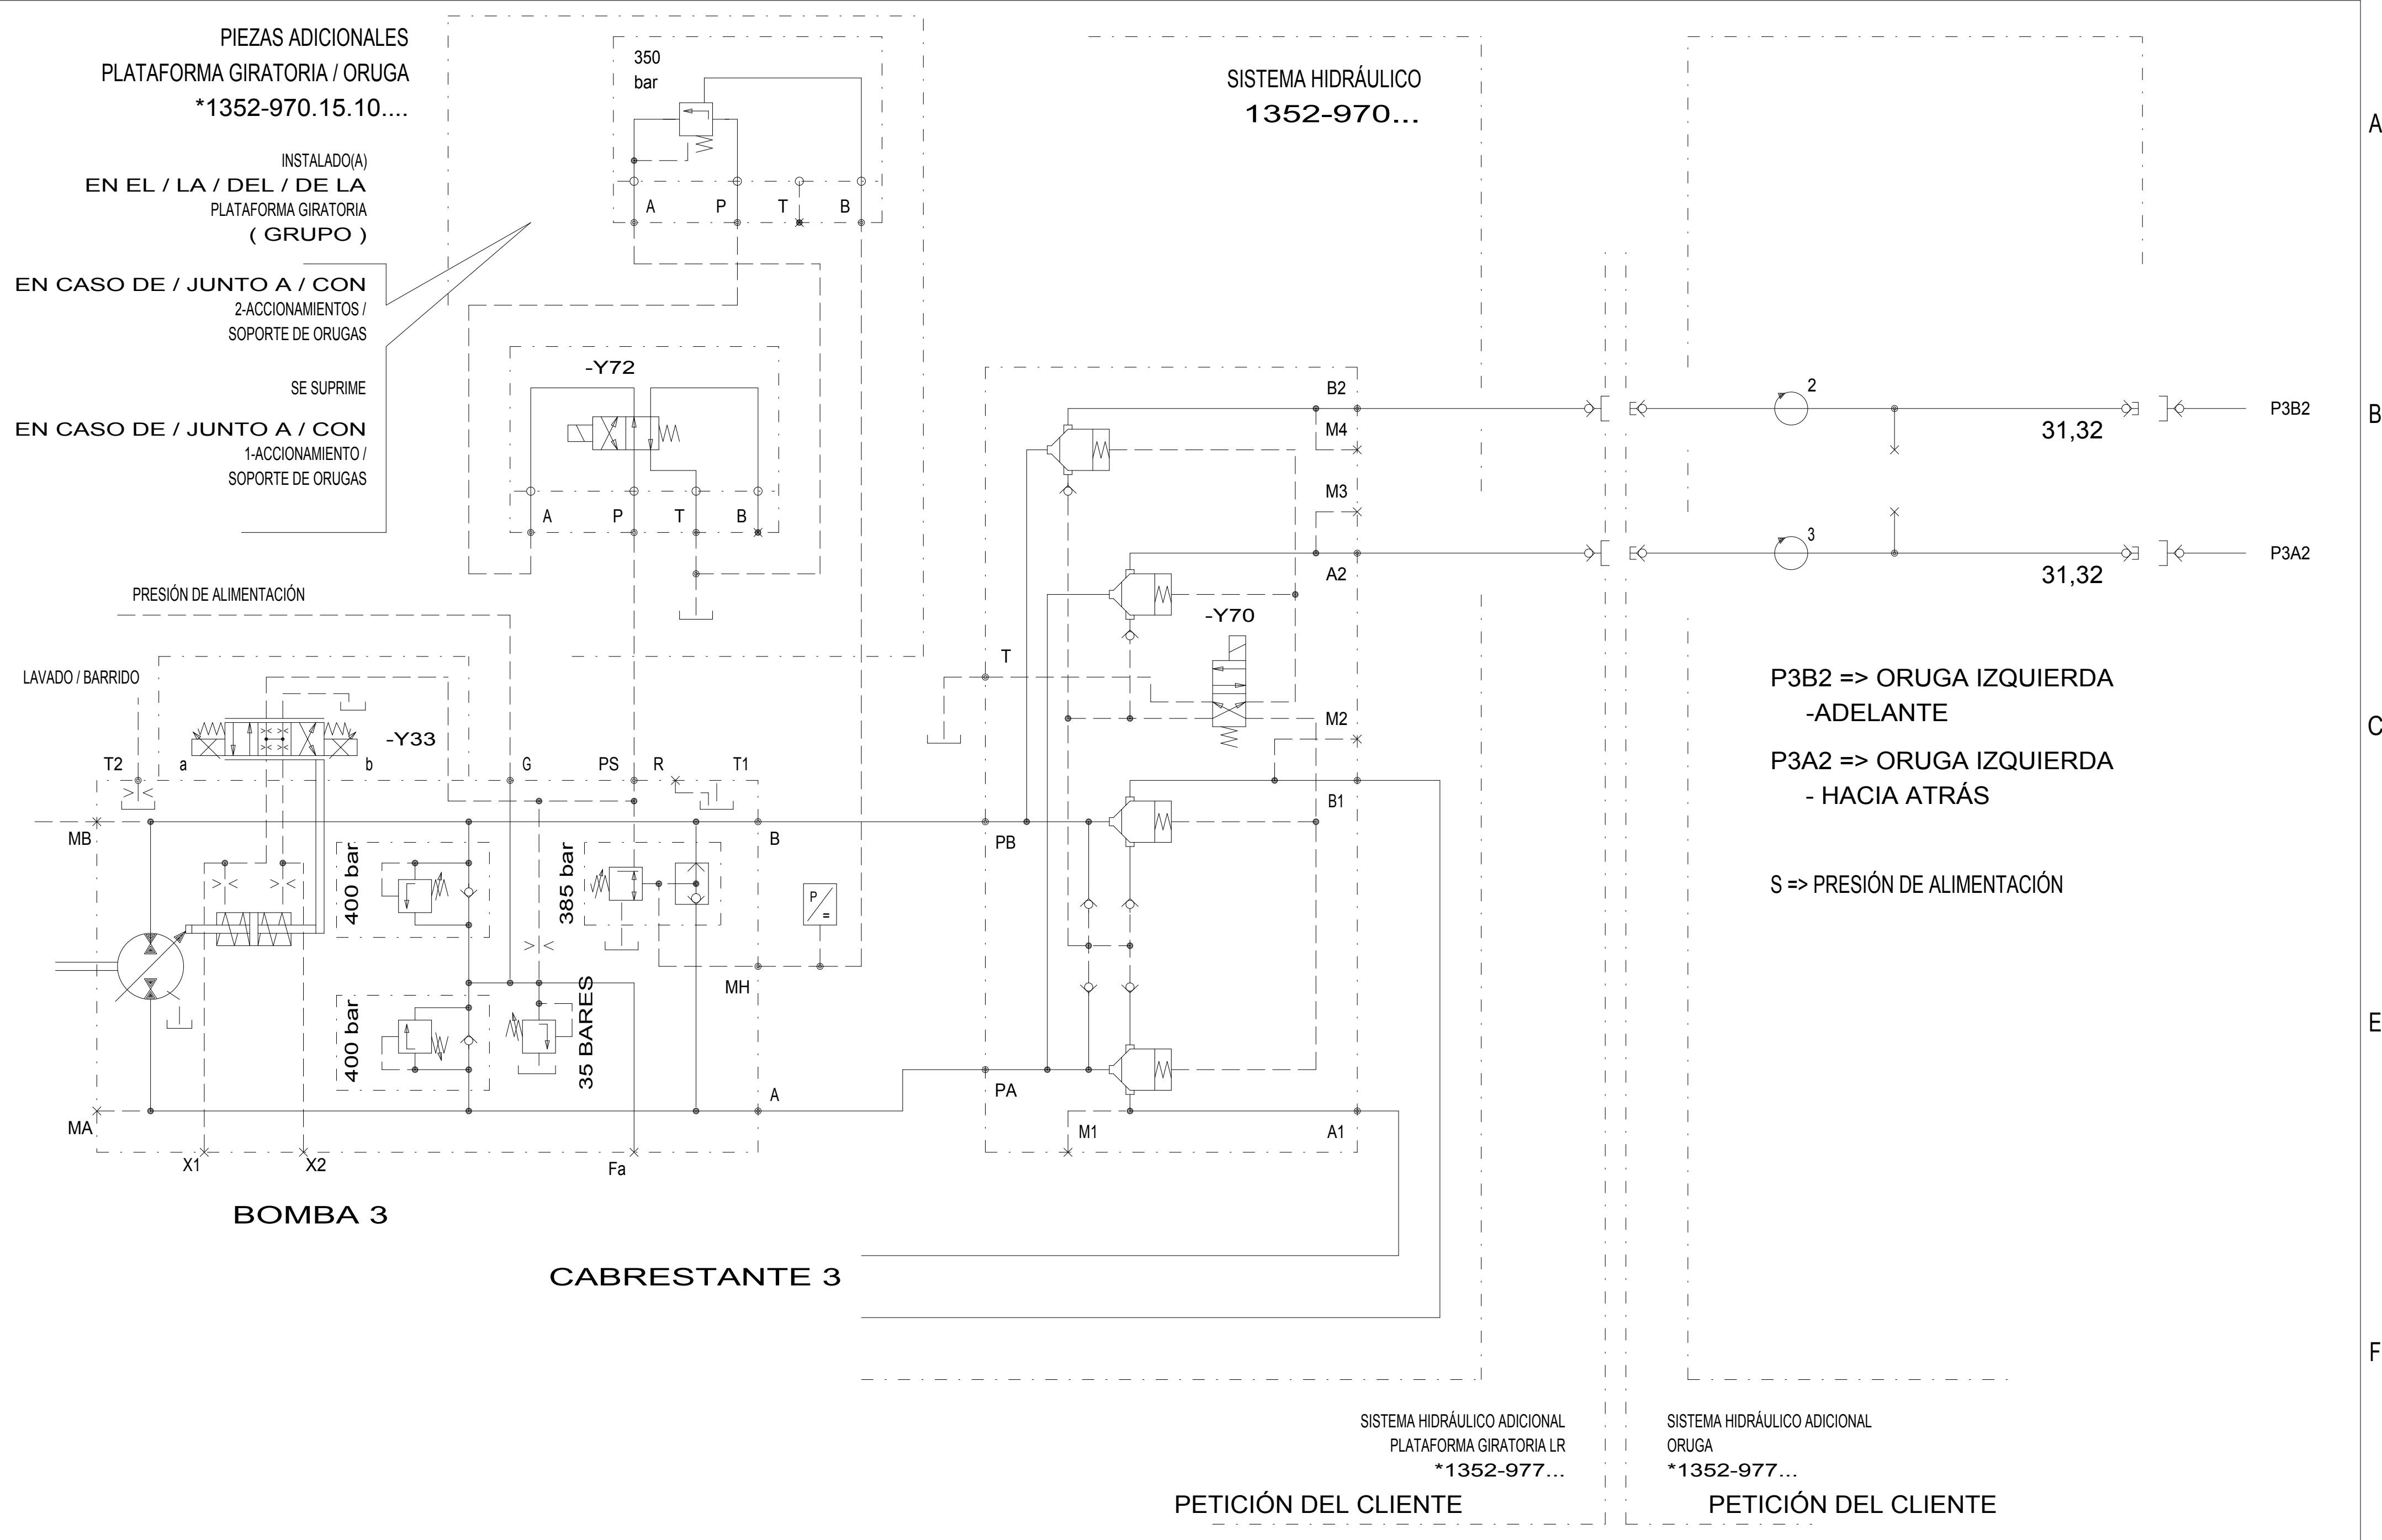 PIEZAS ADICIONALES
PLATAFORMA GIRATORIA / ORUGA
*1352-970.15.10....
INSTALADO(A)
EN EL / LA / DEL / DE LA
PLATAFORMA GIRATORIA
( GRUPO )
EN CASO DE / JUNTO A / CON
2-ACCIONAMIENTOS /
SOPORTE DE ORUGAS
SE SUPRIME
EN CASO DE / JUNTO A / CON
1-ACCIONAMIENTO /
SOPORTE DE ORUGAS
350
bar
A P T B
-Y72
A P T B
SISTEMA HIDRÁULICO
1352-970...
A
B
C
E
F
B2
M4
M3
A2
-Y70
T
M2
B1
PB
PA
M1
A1
2
31,32
P3B2
3
31,32
P3A2
P3B2 => ORUGA IZQUIERDA
-ADELANTE
P3A2 => ORUGA IZQUIERDA
- HACIA ATRÁS
S => PRESIÓN DE ALIMENTACIÓN
PRESIÓN DE ALIMENTACIÓN
LAVADO / BARRIDO
-Y33
T2 a b G PS R T1
MB
B
400 bar
385 bar
P
=
MH
400 bar
35 BARES
A
MA
X1 X2 Fa
BOMBA 3
CABRESTANTE 3
SISTEMA HIDRÁULICO ADICIONAL
PLATAFORMA GIRATORIA LR
*1352-977...
PETICIÓN DEL CLIENTE
SISTEMA HIDRÁULICO ADICIONAL
ORUGA
*1352-977...
PETICIÓN DEL CLIENTE